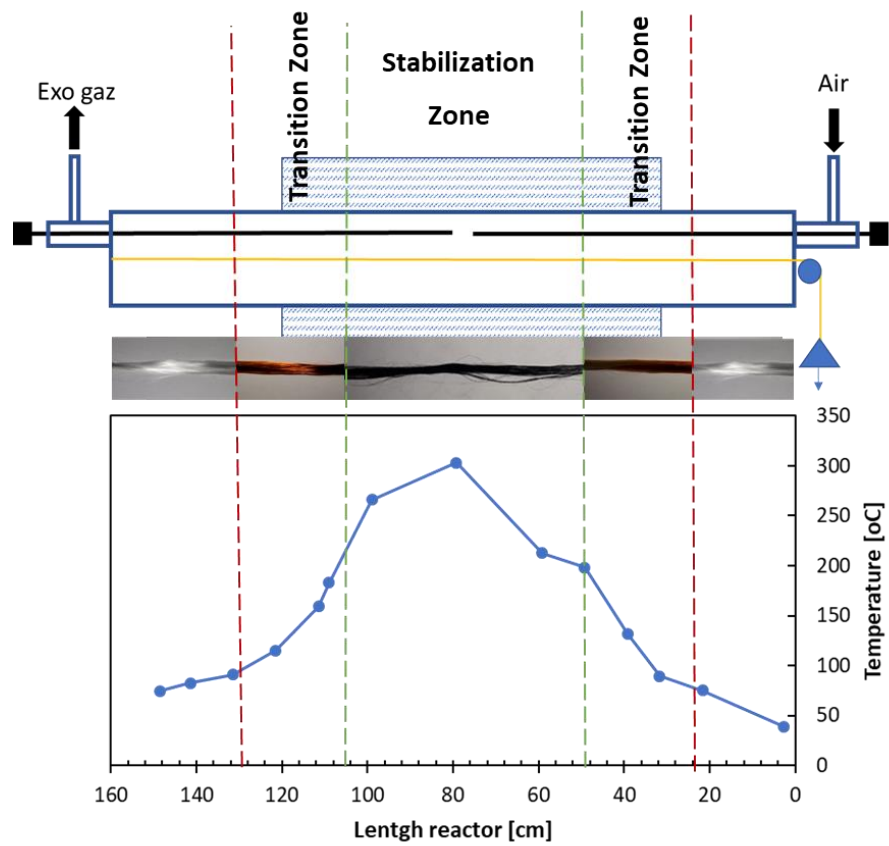 Exo gaz
Transition Zone
Stabilization
Zone
Transition Zone
Air
350
300
250
200
150
100
50
0
Temperature [oC]
160 140 120 100 80 60 40 20 0
Lentgh reactor [cm]